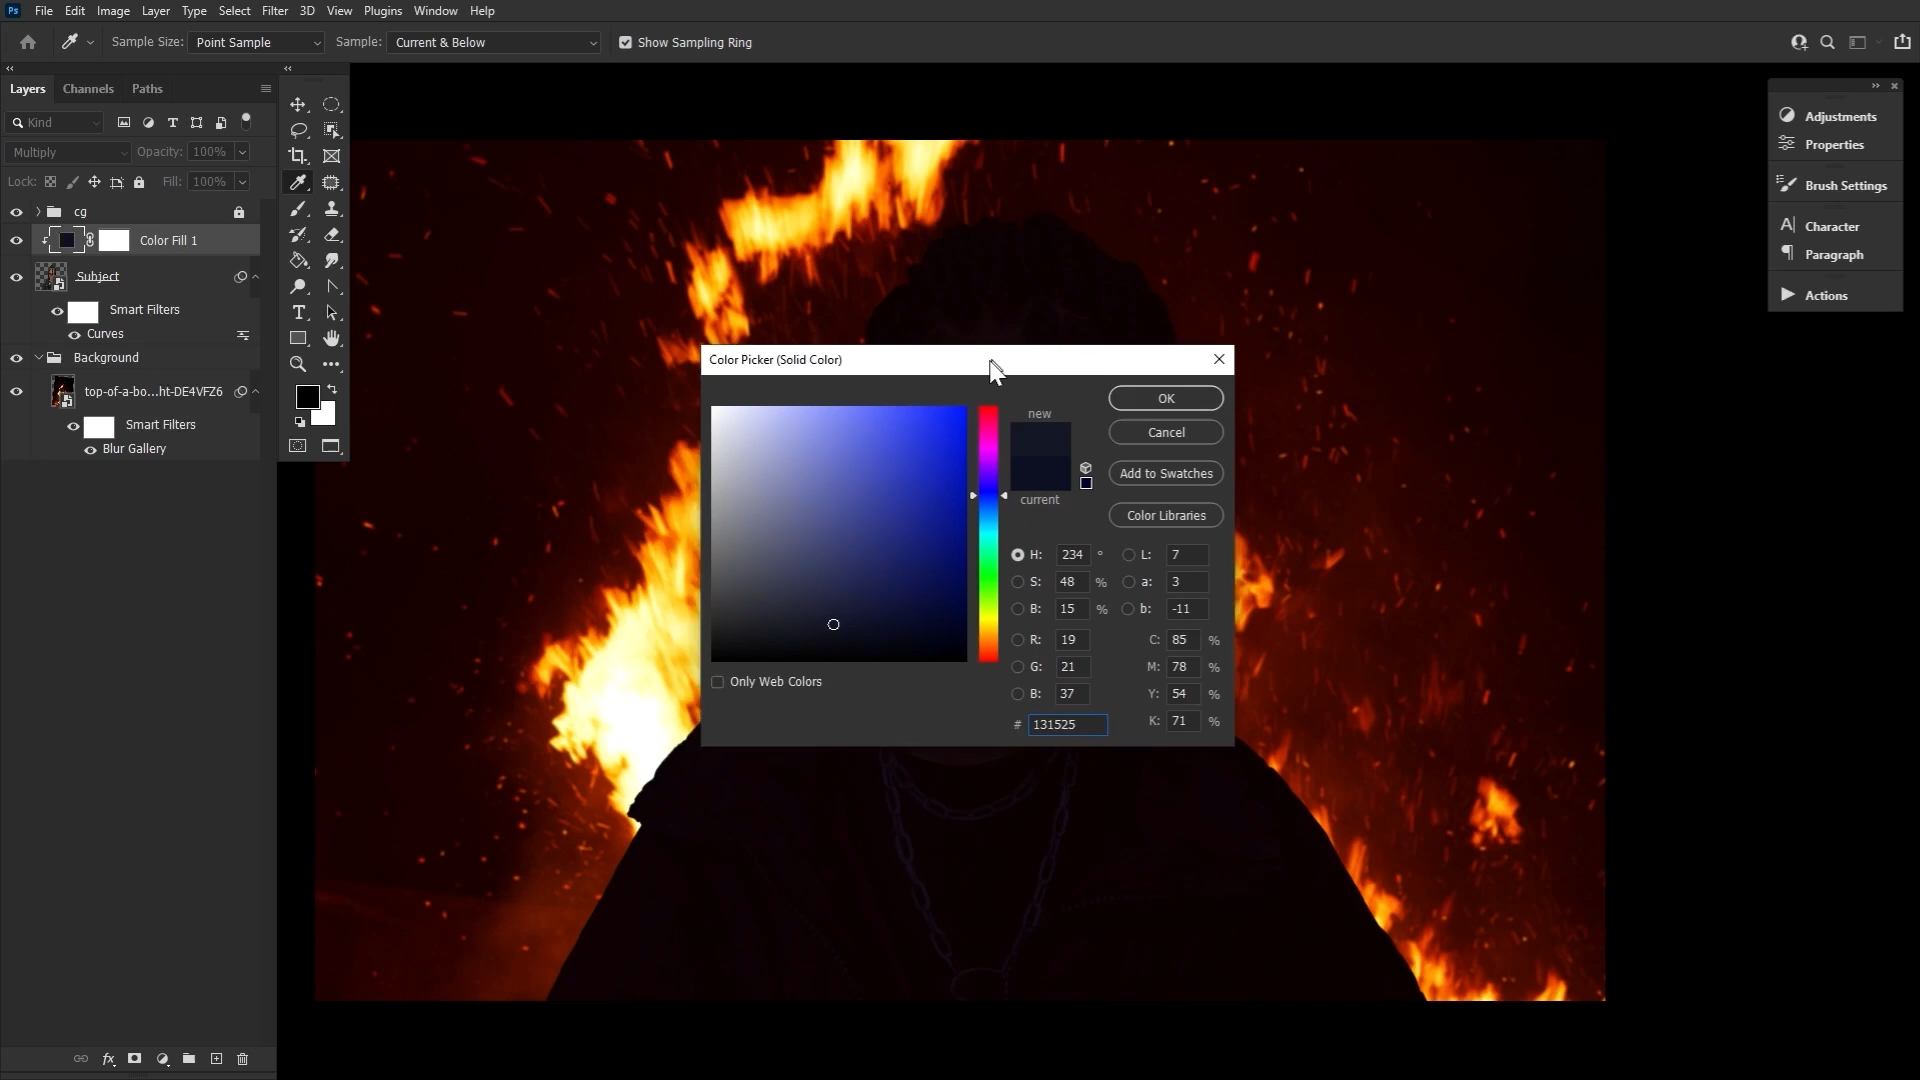 Ps File Edit Image Layer Type Select Filter 3D View Plugins Window Help
Sample Size: Point Sample Sample: Current & Below Show Sampling Ring
Layers Channels Paths
Kind
Multiply Opacity: 100%
Lock: Fill: 100%
cg
Color Fill 1
Subject
Smart Filters
Curves
Background
top-of-a-bo...ht-DE4VFZ6
Smart Filters
Blur Gallery
Color Picker (Solid Color)
new
current
OK
Cancel
Add to Swatches
Color Libraries
H: 234 ° L: 7
S: 48 % a: 3
B: 15 % b: -11
R: 19 C: 85 %
G: 21 M: 78 %
B: 37 Y: 54 %
# 131525 K: 71 %
Only Web Colors
Adjustments
Properties
Brush Settings
Character
Paragraph
Actions